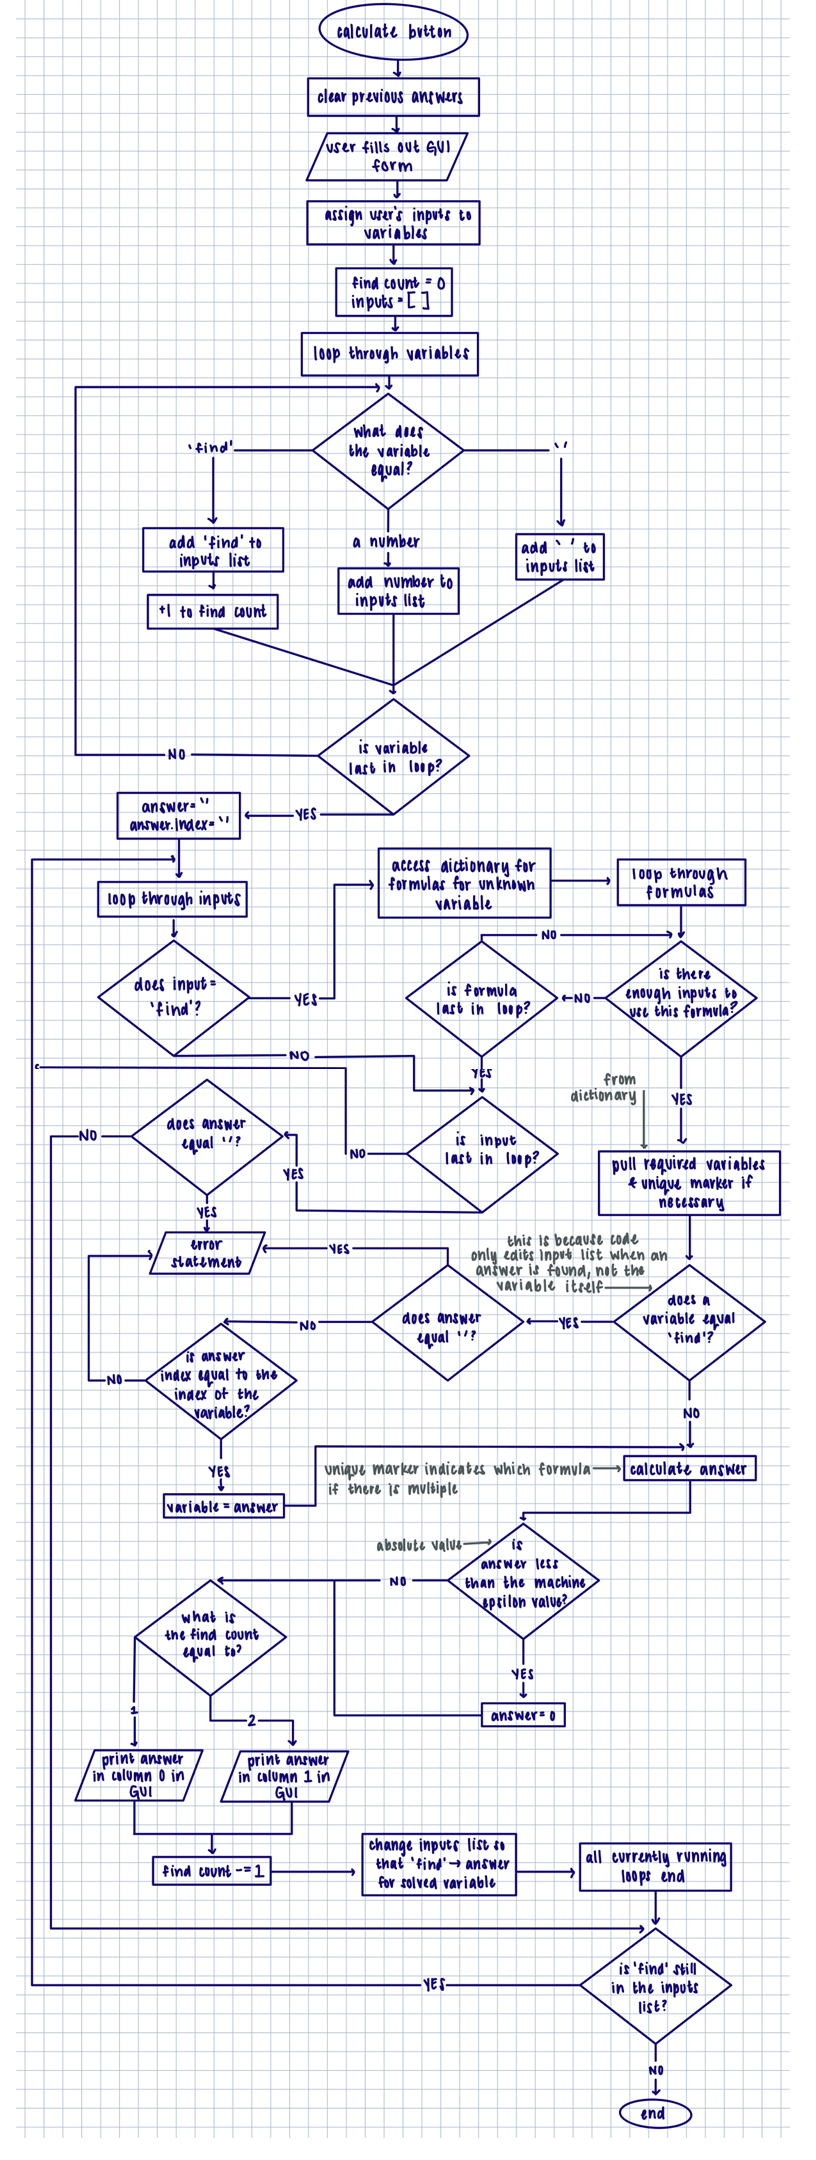 calculate button
clear previous answers
user fills out GUI
form
assign user's inputs to
variables
find count = 0
inputs = [ ]
loop through variables
what does
the variable
equal?
'find'
' '
a number
add 'find' to
inputs list
+1 to find count
add number to
inputs list
add ' ' to
inputs list
is variable
last in loop?
NO
YES
answer = ' '
answer.index = ' '
loop through inputs
does input =
'find'?
YES
NO
access dictionary for
formulas for unknown
variable
loop through
formulas
is there
enough inputs to
use this formula?
NO
is formula
last in loop?
NO
YES
YES
from
dictionary
is input
last in loop?
NO
YES
does answer
equal ' '?
NO
YES
error
statement
pull required variables
& unique marker if
necessary
this is because code
only edits input list when an
answer is found, not the
variable itself
does a
variable equal
'find'?
YES
NO
does answer
equal ' '?
YES
NO
is answer
index equal to the
index of the
variable?
NO
YES
variable = answer
unique marker indicates which formula
if there is multiple
calculate answer
absolute value
is
answer less
than the machine
epsilon value?
NO
YES
answer = 0
what is
the find count
equal to?
1
2
print answer
in column 0 in
GUI
print answer
in column 1 in
GUI
find count -= 1
change inputs list so
that 'find' → answer
for solved variable
all currently running
loops end
is 'find' still
in the inputs
list?
YES
NO
end